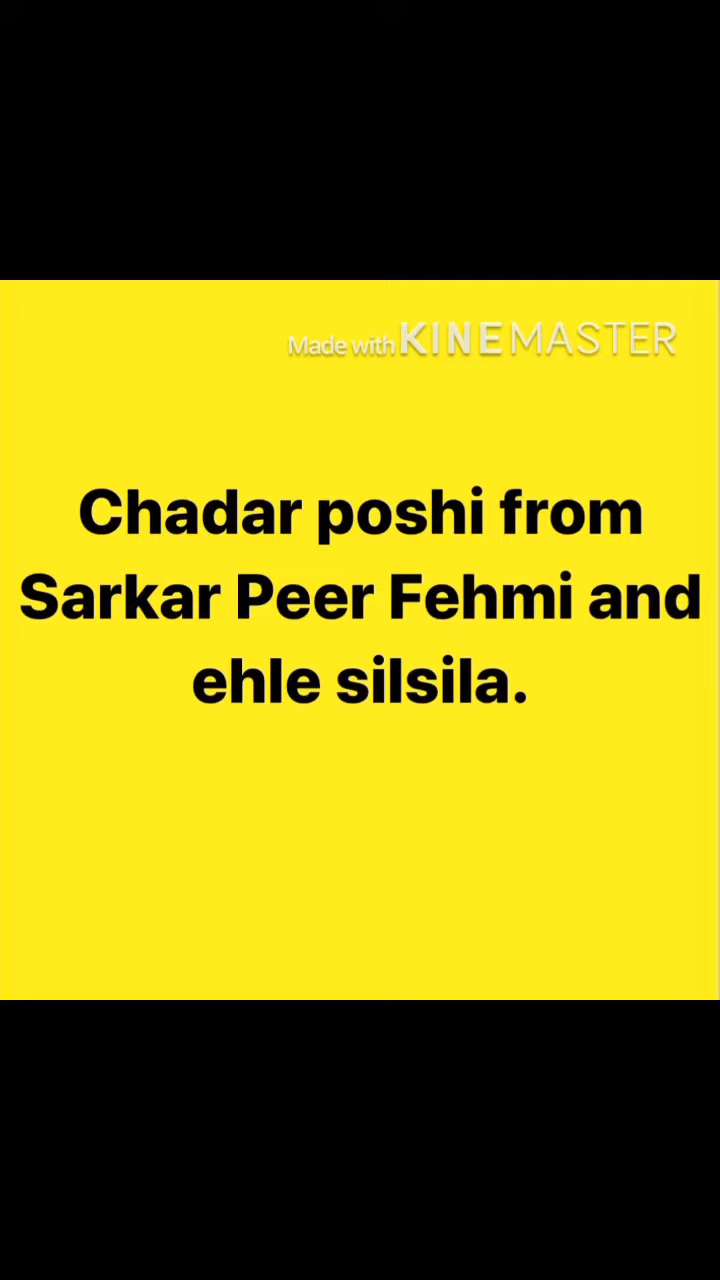 Made with KINEMASTER
Chadar poshi from
Sarkar Peer Fehmi and
ehle silsila.